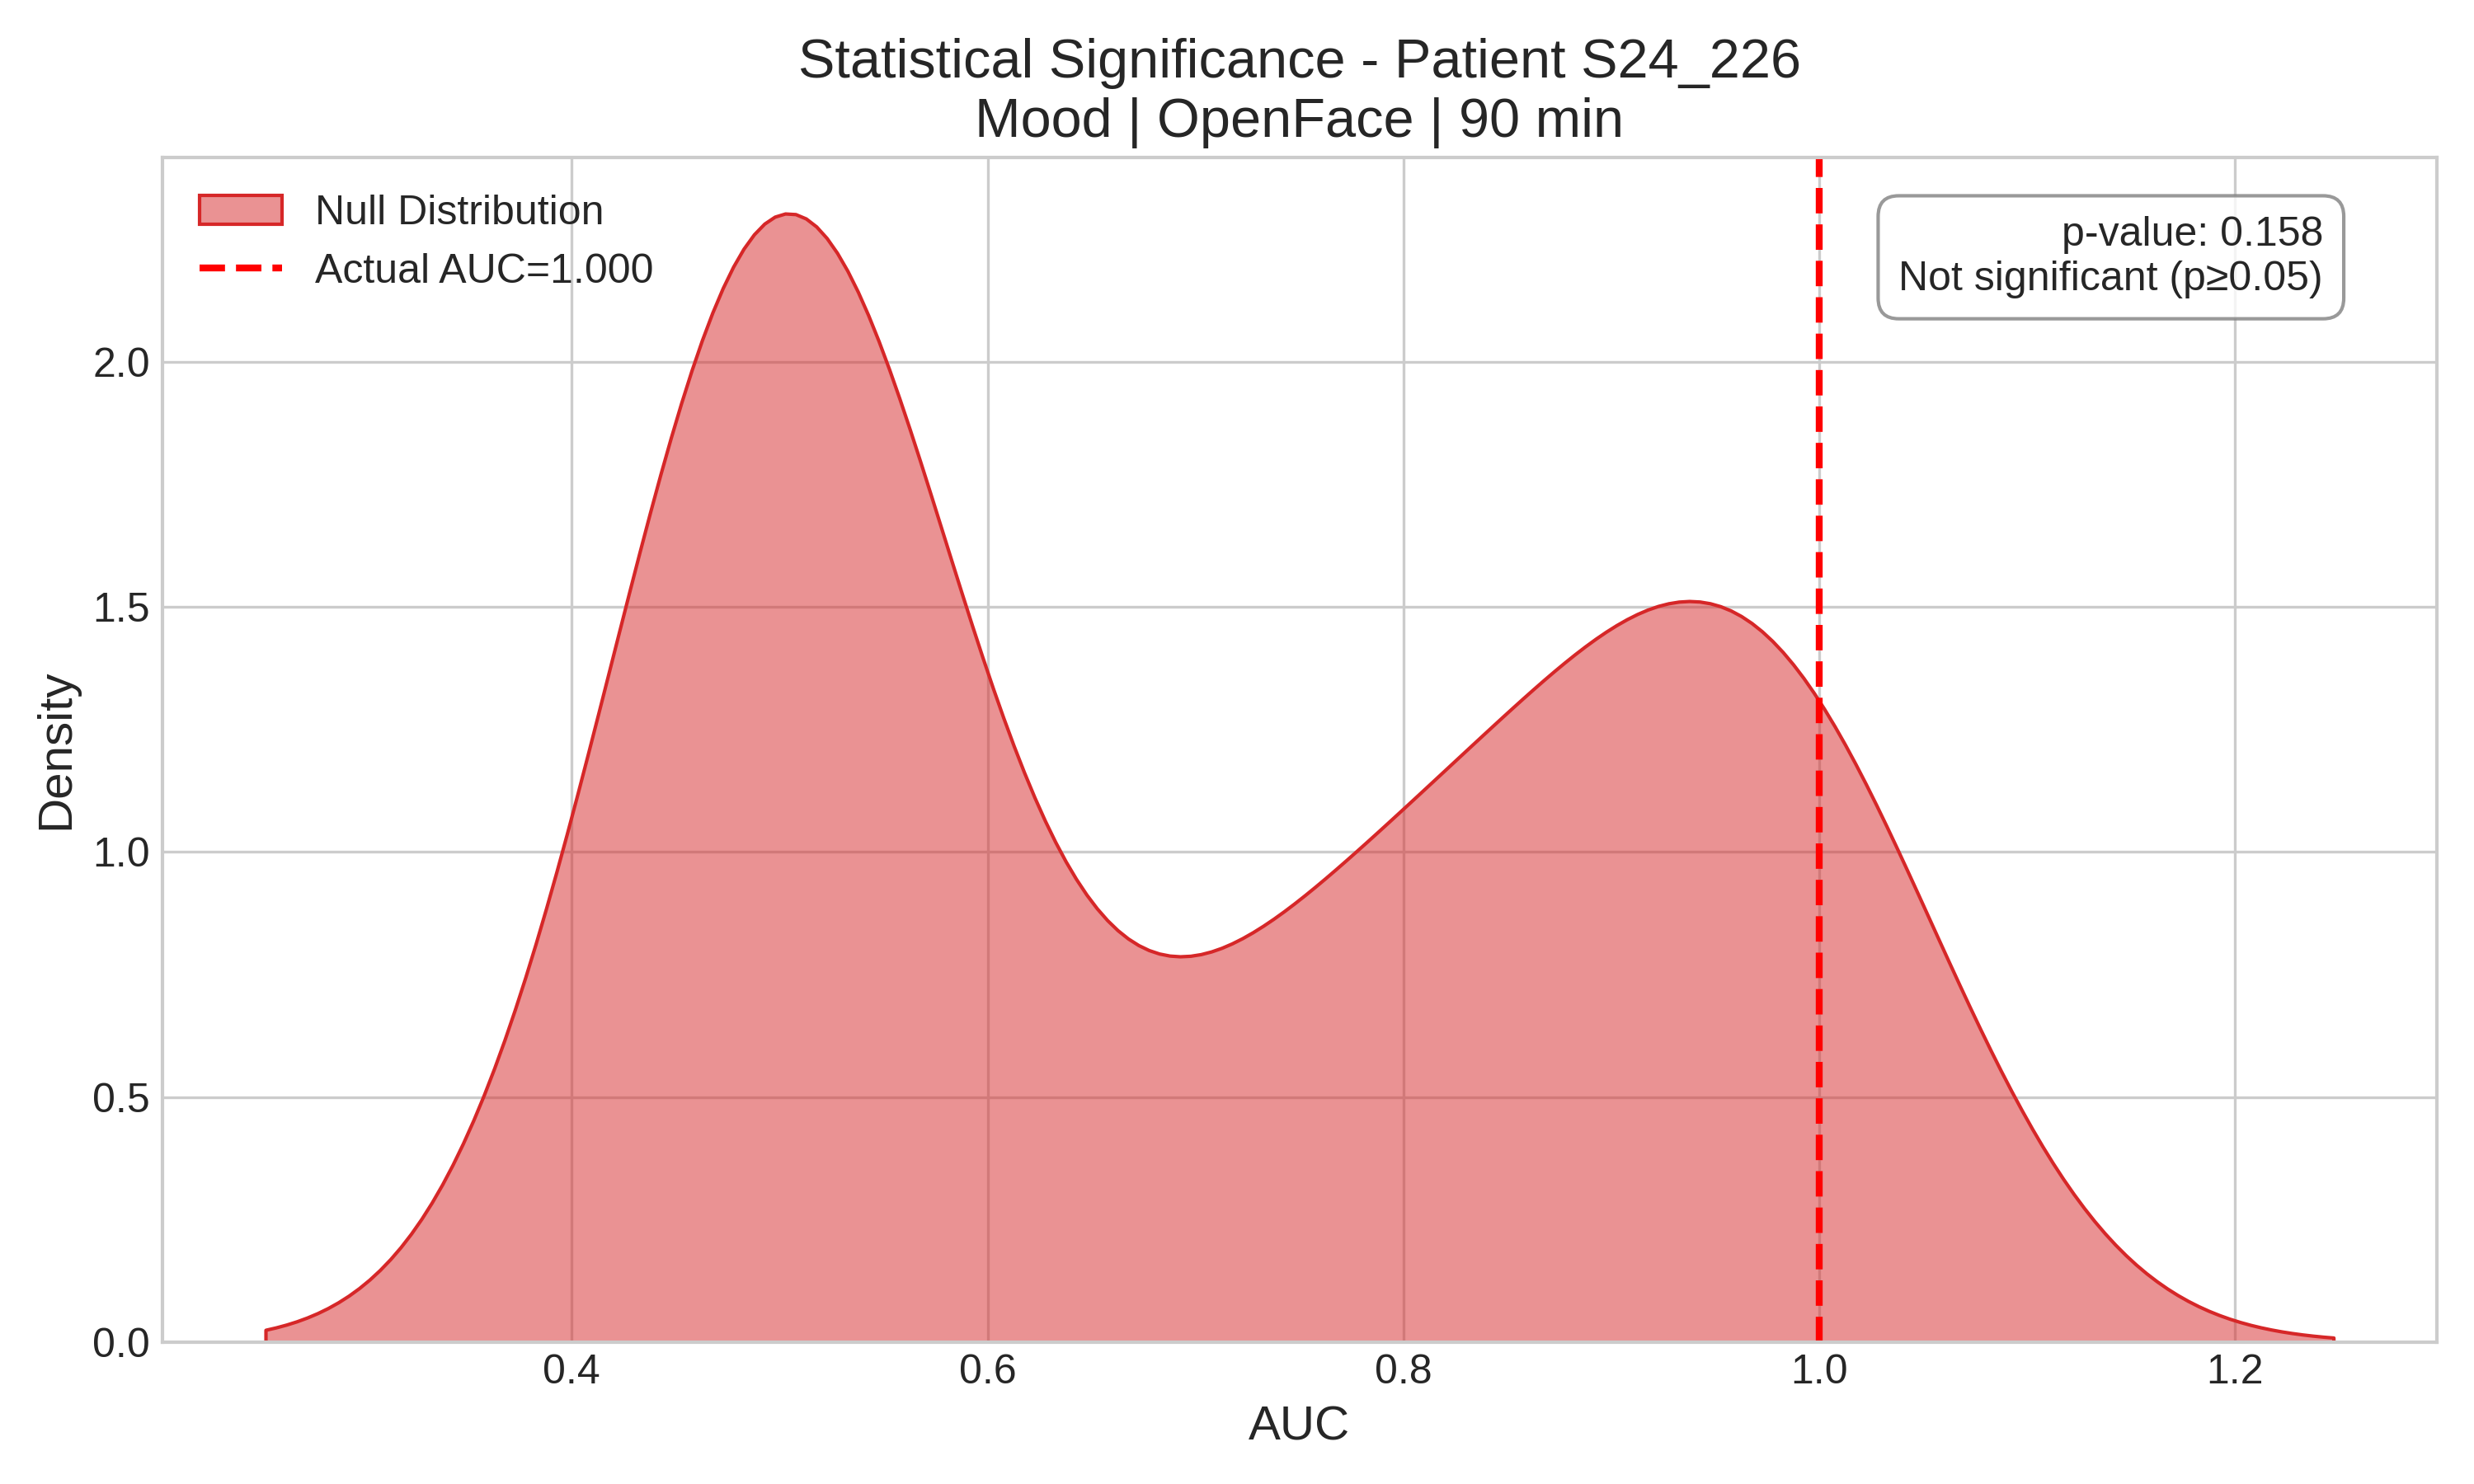 Statistical Significance - Patient S24_226
Mood | OpenFace | 90 min
Null Distribution
Actual AUC=1.000
p-value: 0.158
Not significant (p≥0.05)
Density
2.0
1.5
1.0
0.5
0.0
0.4
0.6
0.8
1.0
1.2
AUC